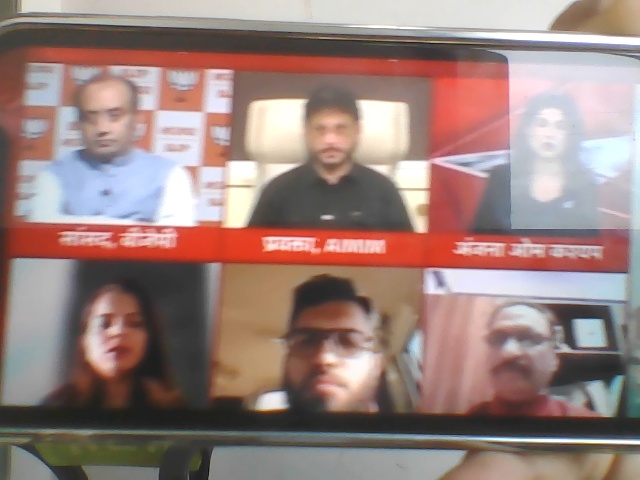 सांसद, बीजेपी
प्रवक्ता, AIMIM
अंजना ओम कश्यप